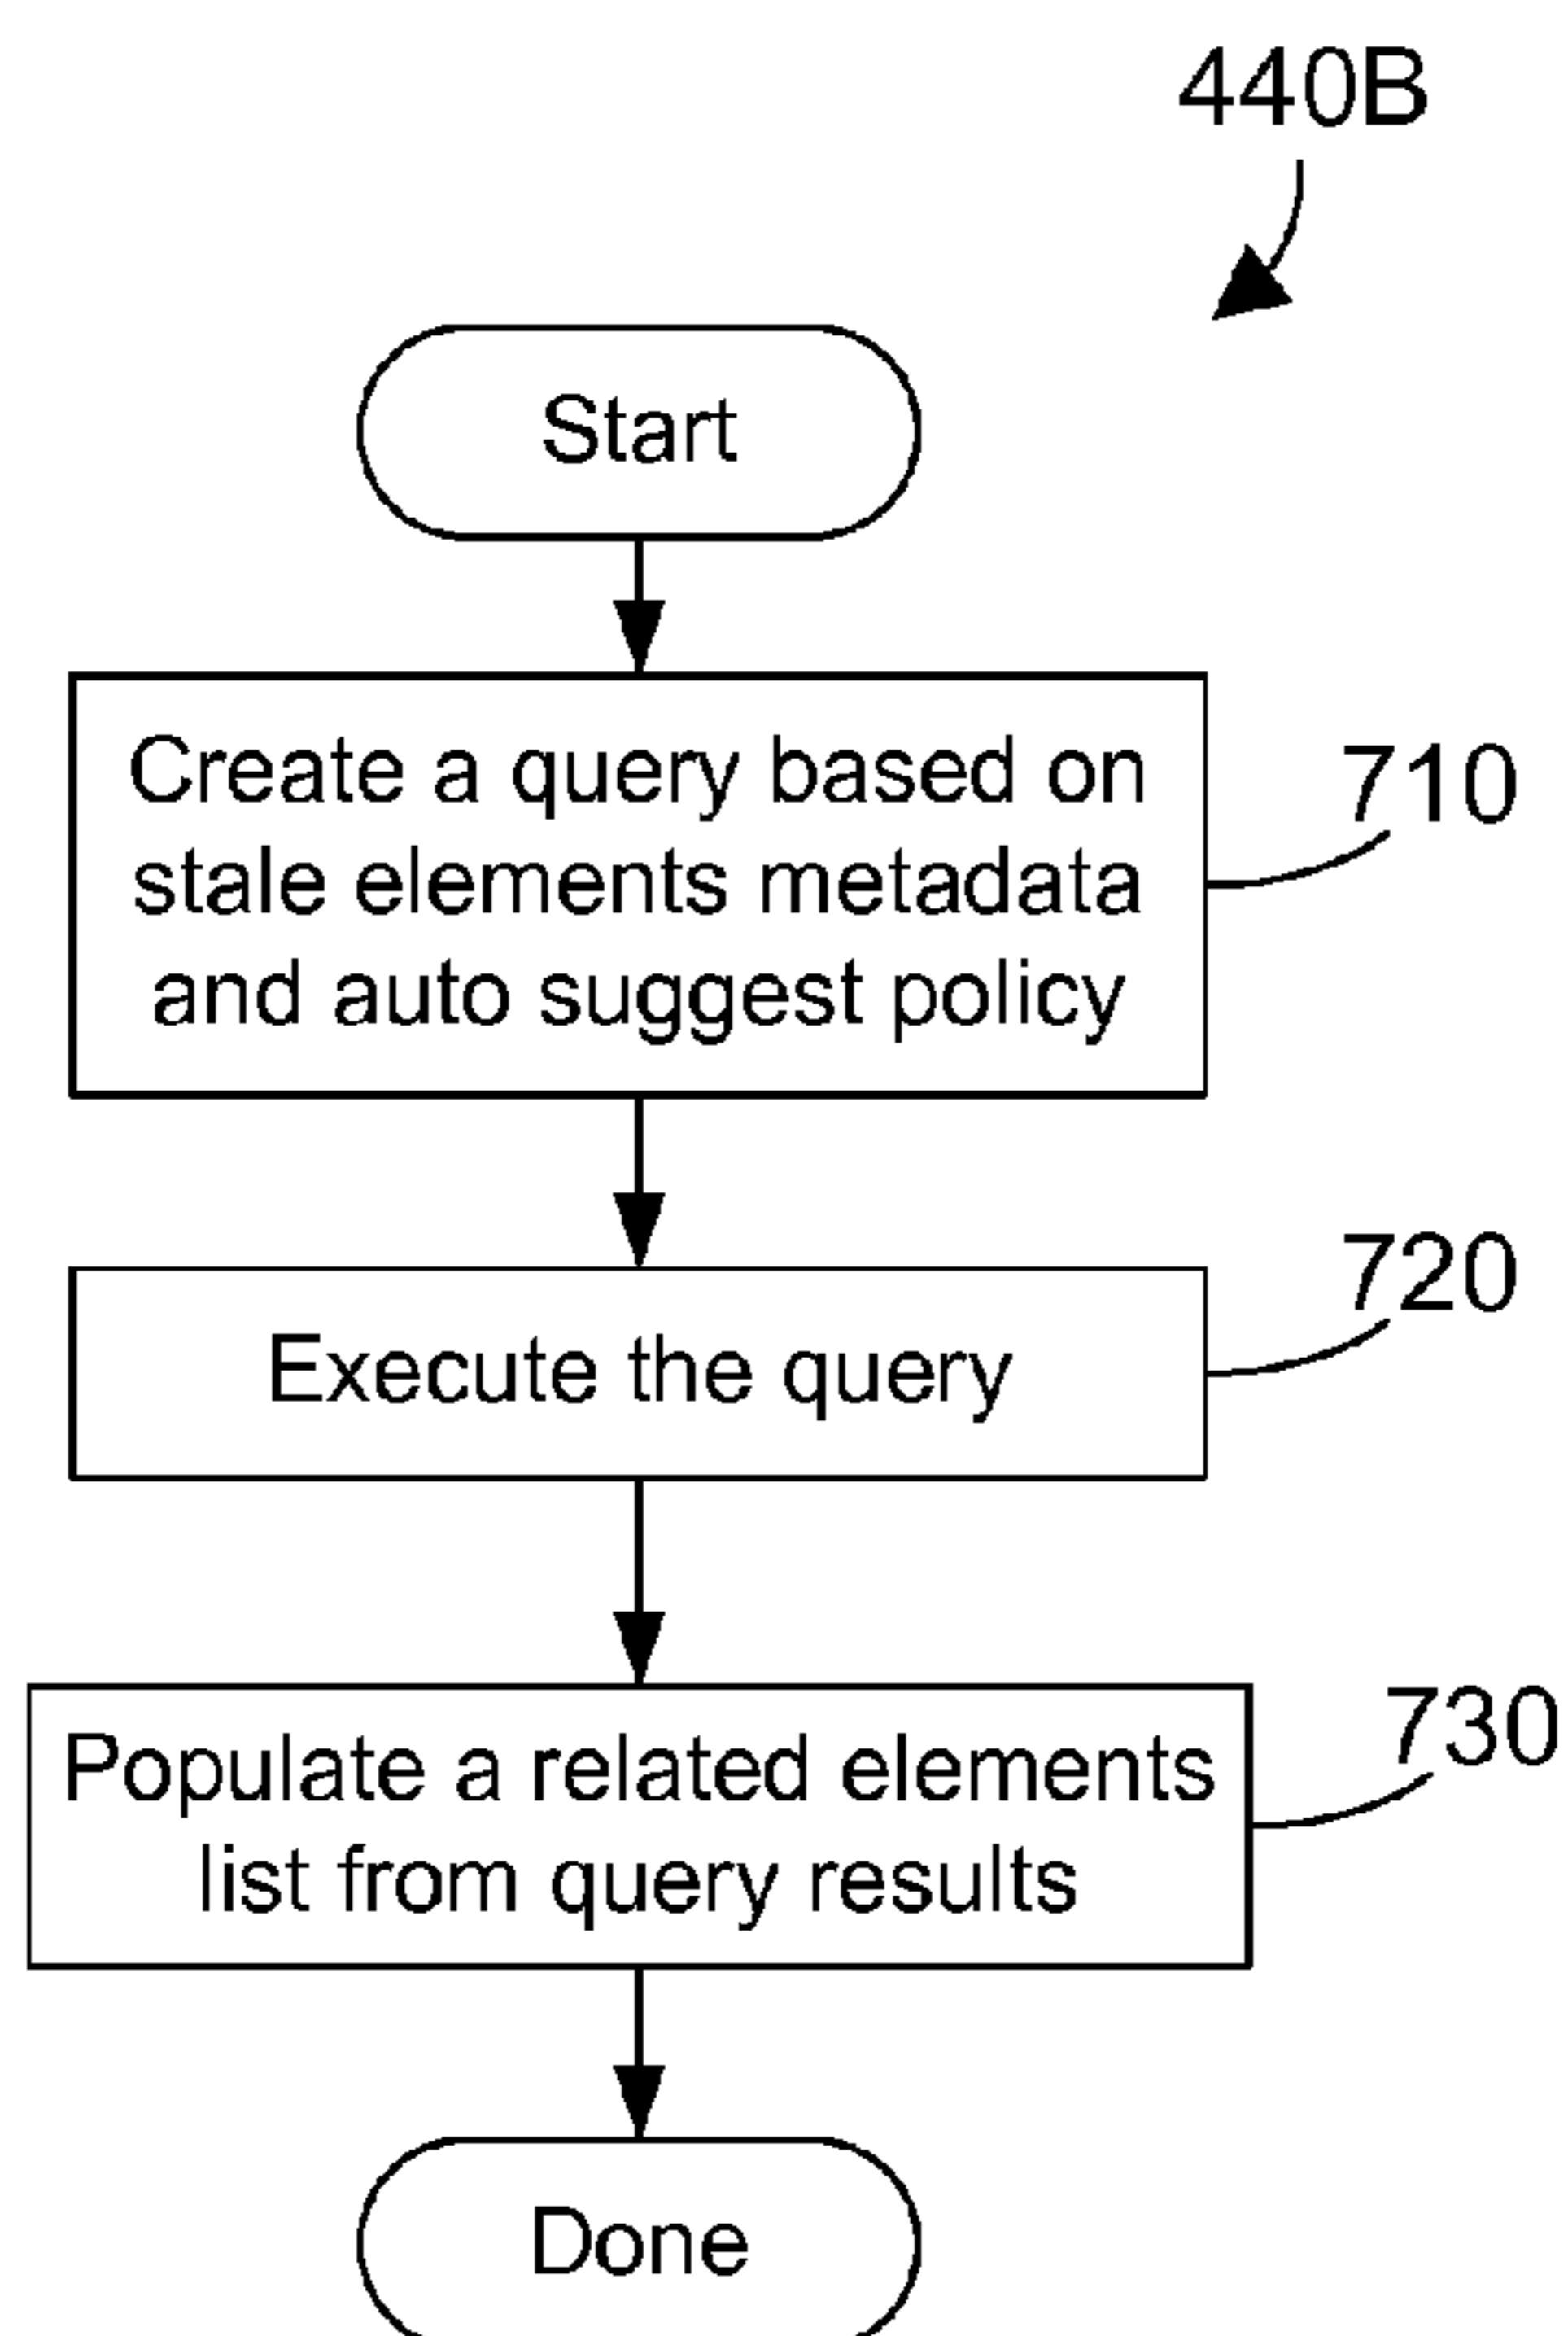 440B
Start
Create a query based on
stale elements metadata
and auto suggest policy
710
Execute the query
720
Populate a related elements
list from query results
730
Done